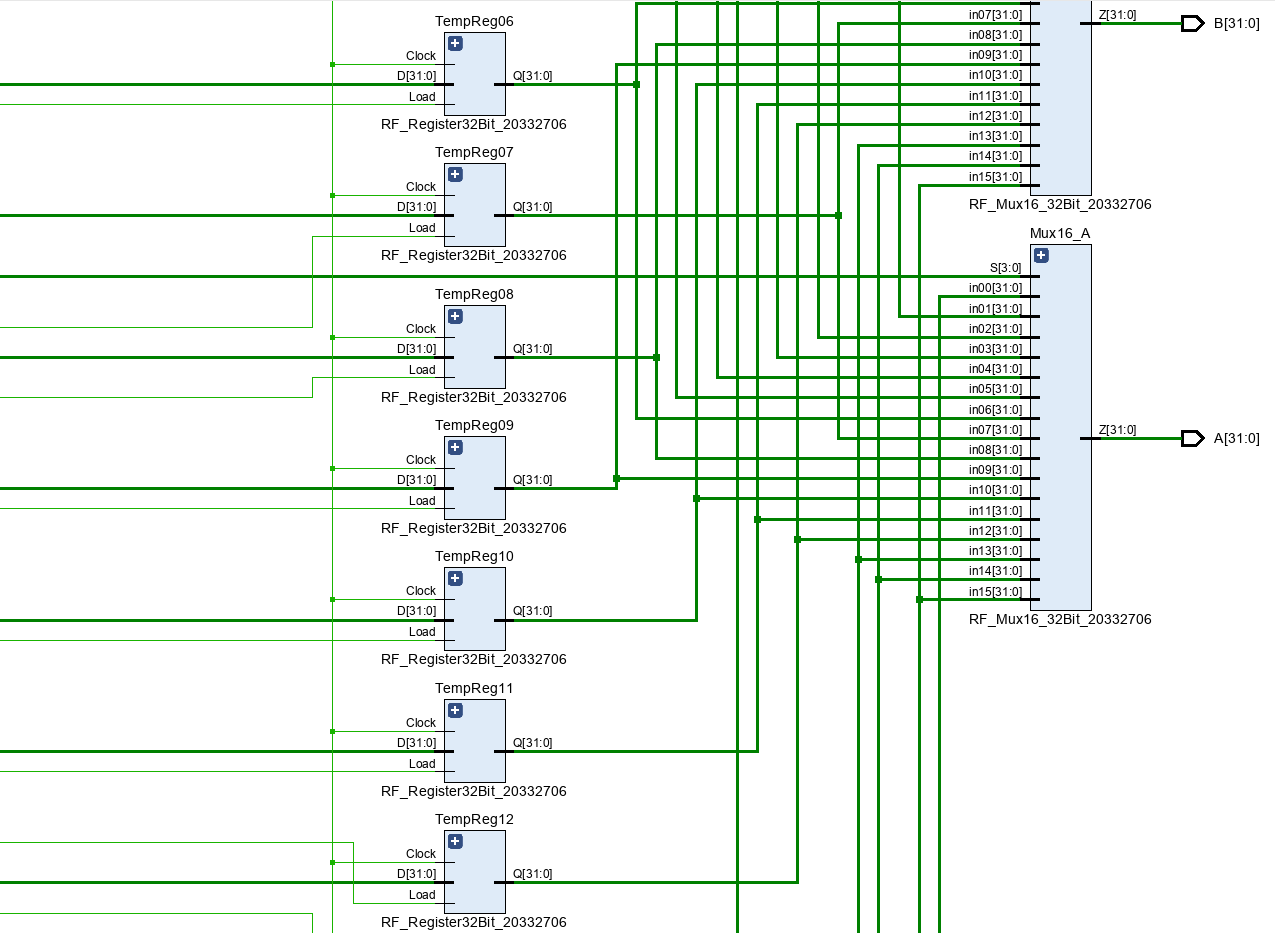 TempReg06
Clock
D[31:0]
Load
Q[31:0]
RF_Register32Bit_20332706
TempReg07
Clock
D[31:0]
Load
Q[31:0]
RF_Register32Bit_20332706
TempReg08
Clock
D[31:0]
Load
Q[31:0]
RF_Register32Bit_20332706
TempReg09
Clock
D[31:0]
Load
Q[31:0]
RF_Register32Bit_20332706
TempReg10
Clock
D[31:0]
Load
Q[31:0]
RF_Register32Bit_20332706
TempReg11
Clock
D[31:0]
Load
Q[31:0]
RF_Register32Bit_20332706
TempReg12
Clock
D[31:0]
Load
Q[31:0]
RF_Register32Bit_20332706
in07[31:0]
in08[31:0]
in09[31:0]
in10[31:0]
in11[31:0]
in12[31:0]
in13[31:0]
in14[31:0]
in15[31:0]
Z[31:0]
B[31:0]
RF_Mux16_32Bit_20332706
Mux16_A
S[3:0]
in00[31:0]
in01[31:0]
in02[31:0]
in03[31:0]
in04[31:0]
in05[31:0]
in06[31:0]
in07[31:0]
in08[31:0]
in09[31:0]
in10[31:0]
in11[31:0]
in12[31:0]
in13[31:0]
in14[31:0]
in15[31:0]
Z[31:0]
A[31:0]
RF_Mux16_32Bit_20332706